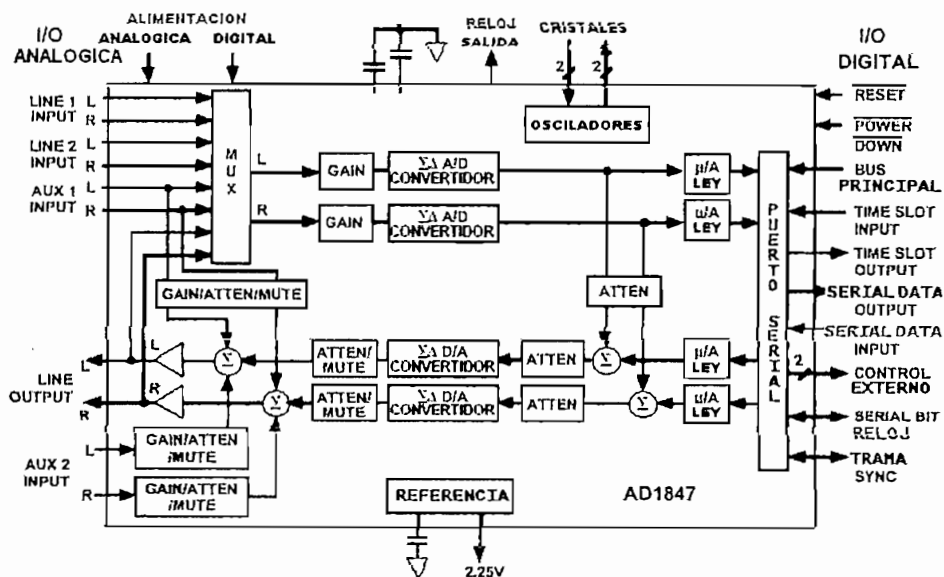 I/O
ANALOGICA
ALIMENTACION
ANALOGICA DIGITAL
RELOJ
SALIDA
CRISTALES
2 2
I/O
DIGITAL
OSCILADORES
LINE 1 L
INPUT R
LINE 2 L
INPUT R
AUX 1 L
INPUT R
MUX
L
R
GAIN
GAIN
ΣΔ A/D
CONVERTIDOR
ΣΔ A/D
CONVERTIDOR
µ/A
LEY
µ/A
LEY
PUERTO SERIAL
RESET
POWER
DOWN
BUS
PRINCIPAL
TIME SLOT
INPUT
TIME SLOT
OUTPUT
SERIAL DATA
OUTPUT
SERIAL DATA
INPUT
2 CONTROL
EXTERNO
SERIAL BIT
RELOJ
TRAMA
SYNC
GAIN/ATTEN/MUTE
ATTEN
L
LINE
OUTPUT
R
L
R
Σ
Σ
ATTEN/
MUTE
ATTEN/
MUTE
ΣΔ D/A
CONVERTIDOR
ΣΔ D/A
CONVERTIDOR
ATTEN
ATTEN
Σ
Σ
µ/A
LEY
µ/A
LEY
AUX 2
INPUT
L
R
GAIN/ATTEN
/MUTE
GAIN/ATTEN
/MUTE
REFERENCIA
AD1847
2.25V